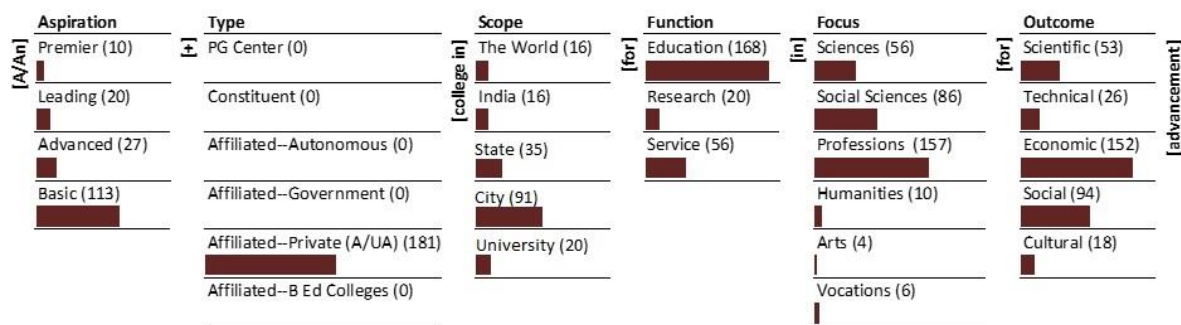 Aspiration
Type
Scope
Function
Focus
Outcome
[A/An]
Premier (10)
Leading (20)
Advanced (27)
Basic (113)
[+]
PG Center (0)
Constituent (0)
Affiliated--Autonomous (0)
Affiliated--Government (0)
Affiliated--Private (A/UA) (181)
Affiliated--B Ed Colleges (0)
[college in]
The World (16)
India (16)
State (35)
City (91)
University (20)
[for]
Education (168)
Research (20)
Service (56)
[in]
Sciences (56)
Social Sciences (86)
Professions (157)
Humanities (10)
Arts (4)
Vocations (6)
[for]
Scientific (53)
Technical (26)
Economic (152)
Social (94)
Cultural (18)
[advancement]